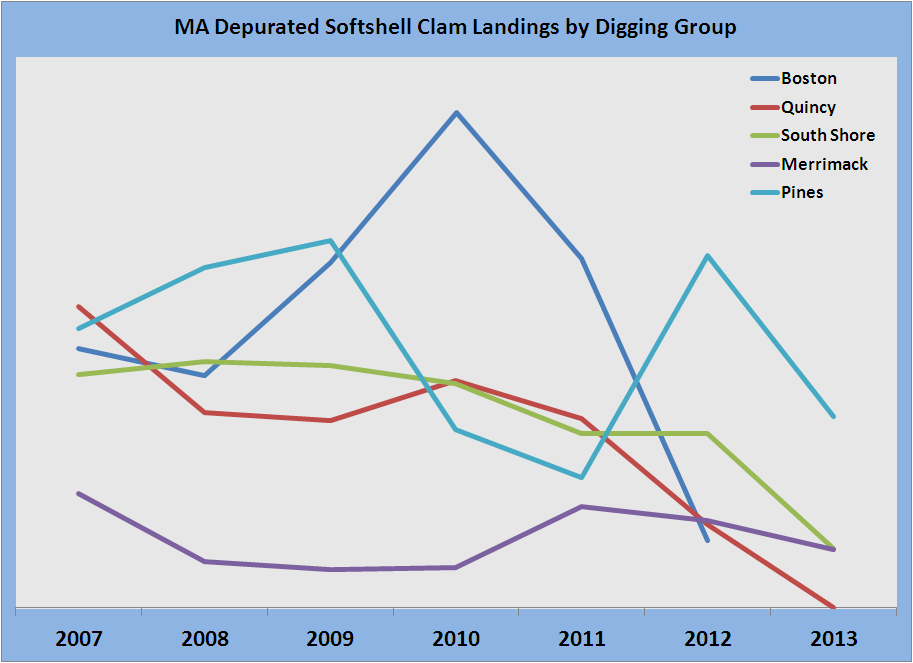 MA Depurated Softshell Clam Landings by Digging Group
Boston
Quincy
South Shore
Merrimack
Pines
2007 2008 2009 2010 2011 2012 2013